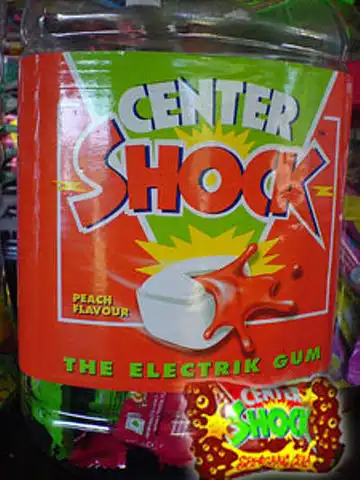 CENTER
SHOCK
PEACH
FLAVOUR
THE ELECTRIK GUM
CENTER
SHOCK